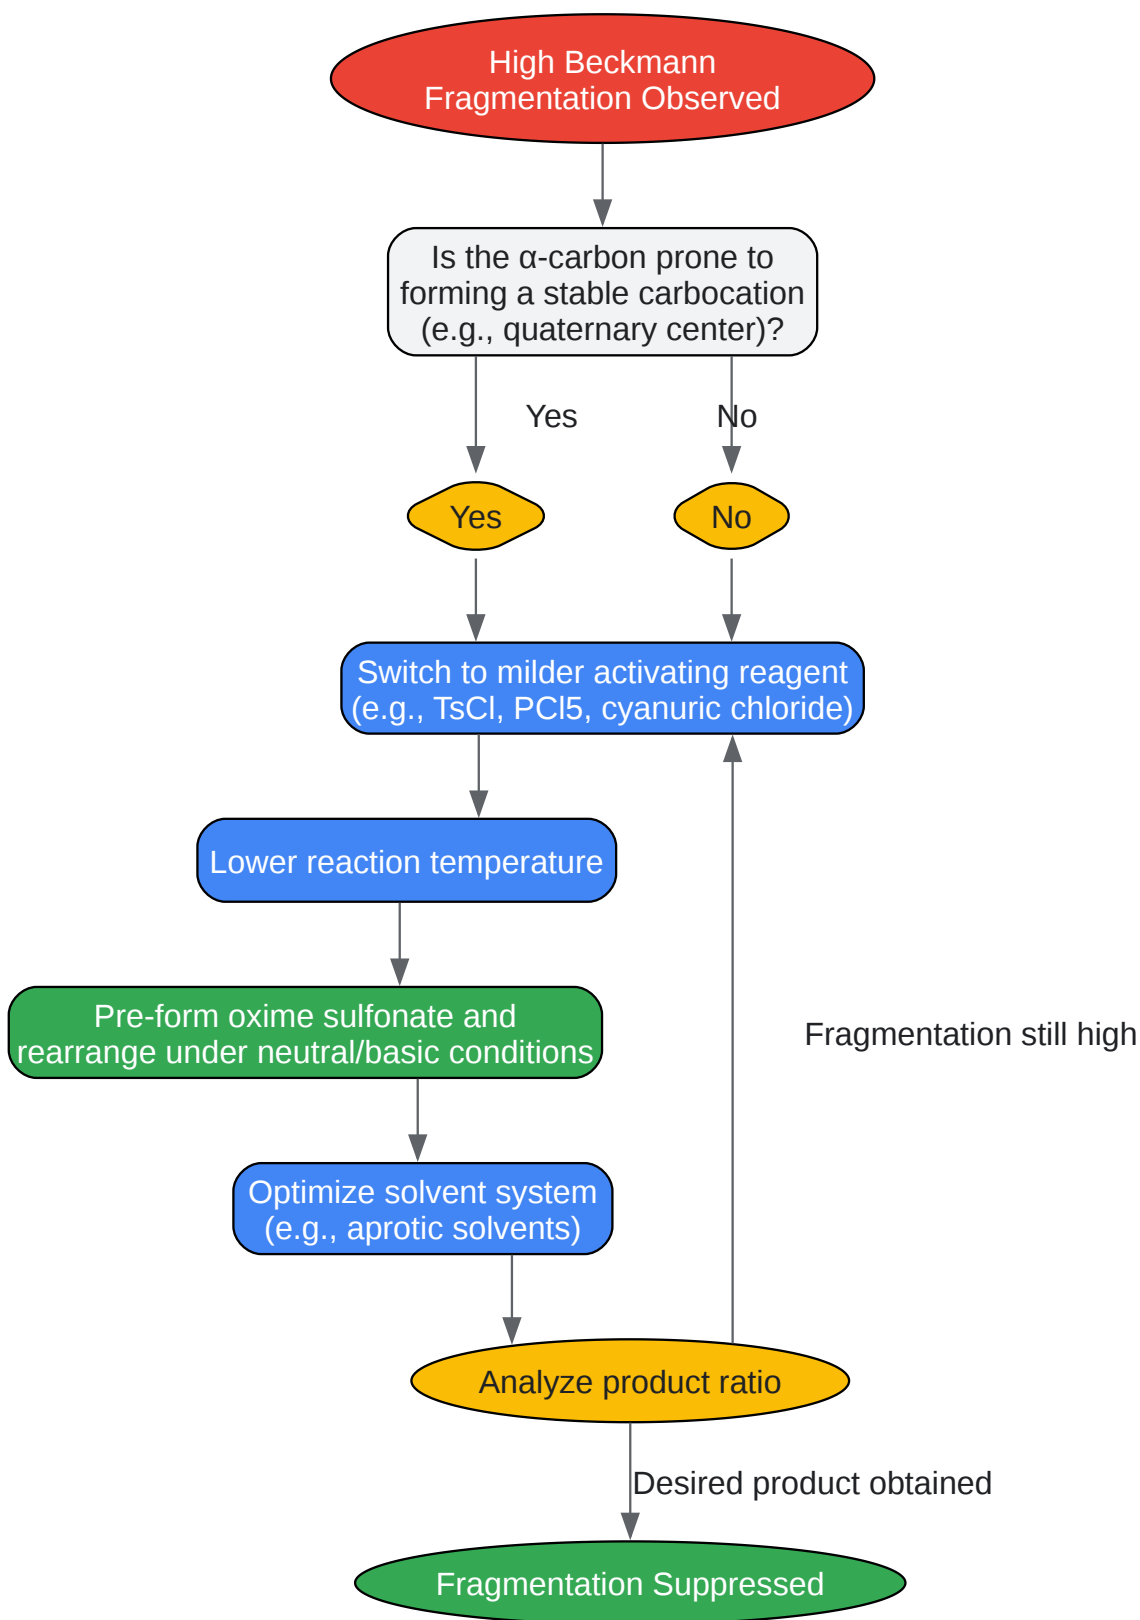 High Beckmann
Fragmentation Observed
Is the α-carbon prone to
forming a stable carbocation
(e.g., quaternary center)?
Yes
No
Yes
No
Switch to milder activating reagent
(e.g., TsCl, PCl5, cyanuric chloride)
Lower reaction temperature
Pre-form oxime sulfonate and
rearrange under neutral/basic conditions
Fragmentation still high
Optimize solvent system
(e.g., aprotic solvents)
Analyze product ratio
Desired product obtained
Fragmentation Suppressed